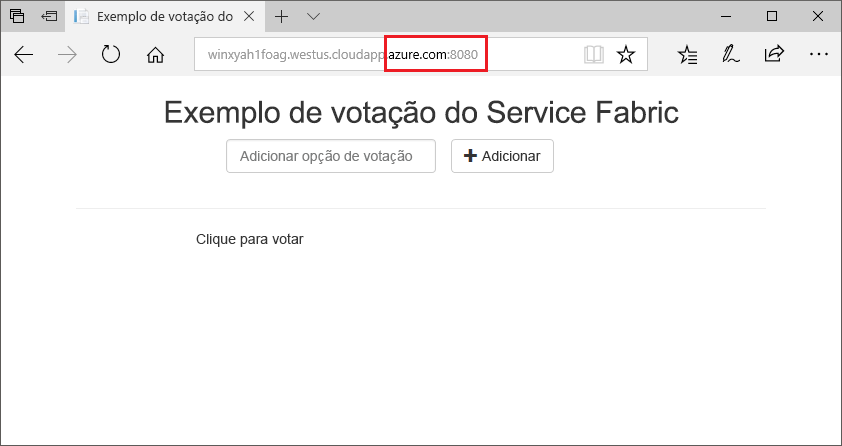 Exemplo de votação do
winxyah1foag.westus.cloudapp.azure.com:8080
Exemplo de votação do Service Fabric
Adicionar opção de votação
Adicionar
Clique para votar